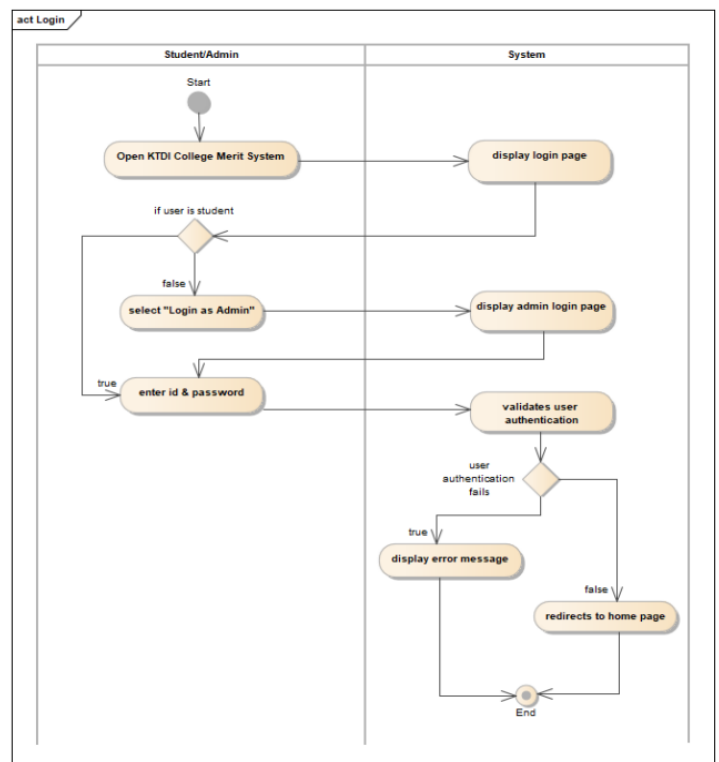 act Login
Student/Admin
System
Start
Open KTDI College Merit System
display login page
if user is student
false
select "Login as Admin"
display admin login page
true
enter id & password
validates user
authentication
user
authentication
fails
true
display error message
false
redirects to home page
End